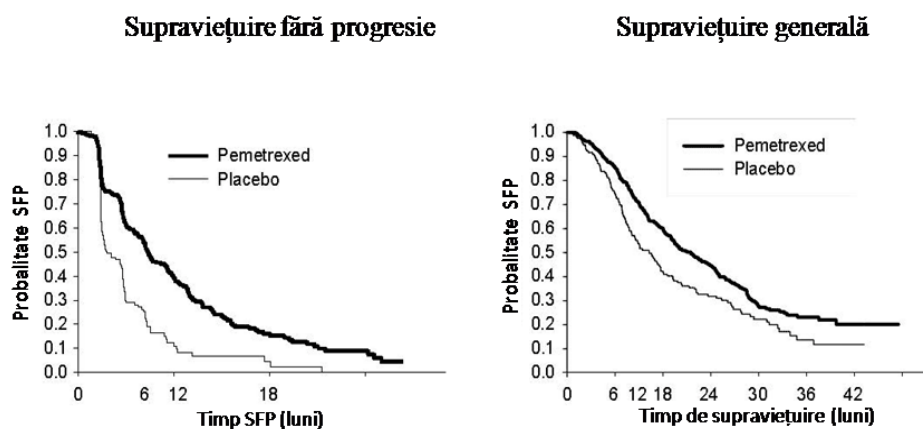 Supraviețuire fără progresie
Supraviețuire generală
Probabilitate SFP
1.0
0.9
0.8
0.7
0.6
0.5
0.4
0.3
0.2
0.1
0.0
Pemetrexed
Placebo
0 6 12 18
Timp SFP (luni)
Probabilitate SFP
1.0
0.9
0.8
0.7
0.6
0.5
0.4
0.3
0.2
0.1
0.0
Pemetrexed
Placebo
0 6 12 18 24 30 36 42
Timp de supraviețuire (luni)